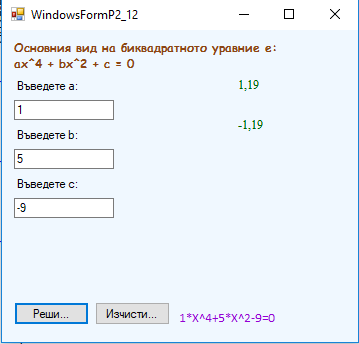 WindowsFormP2_12
Основния вид на биквадратното уравние е:
ax^4 + bx^2 + c = 0
Въведете a:
1,19
1
-1,19
Въведете b:
5
Въведете c:
-9
Реши...
Изчисти...
1*X^4+5*X^2-9=0